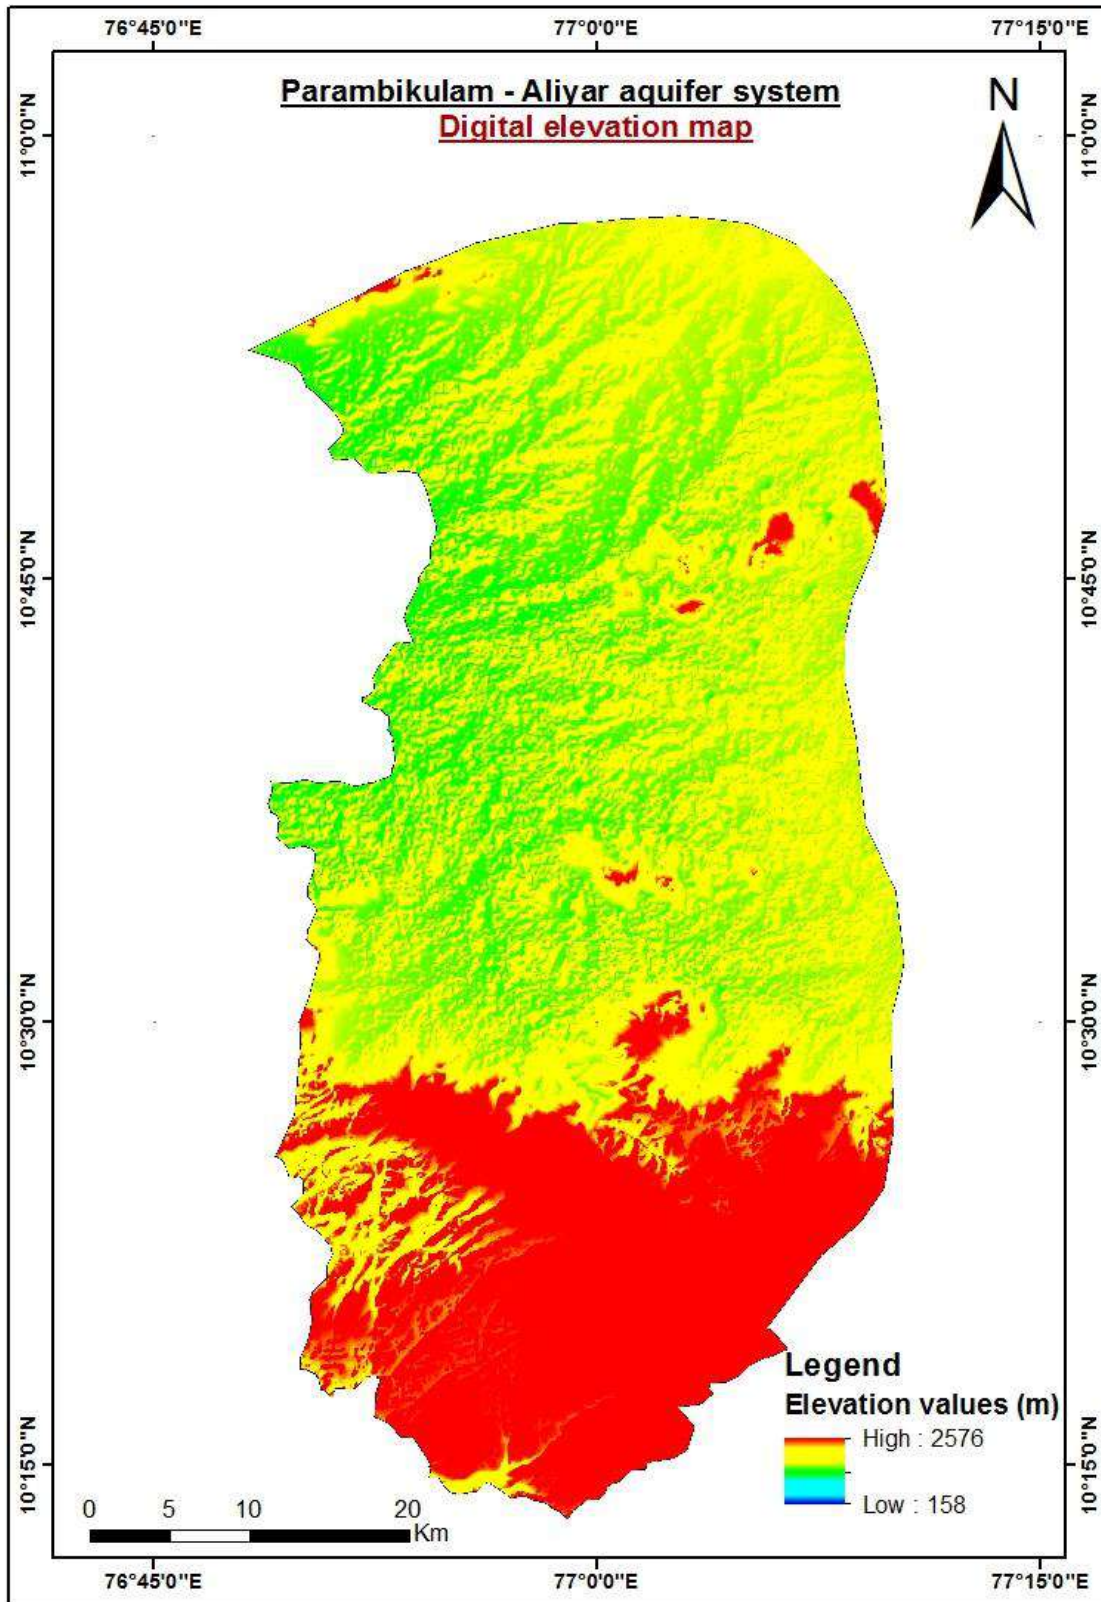 76°45'0"E 77°0'0"E 77°15'0"E
Parambikulam - Aliyar aquifer system
Digital elevation map
N
11°0'0"N 11°0'0"N
10°45'0"N 10°45'0"N
10°30'0"N 10°30'0"N
Legend
Elevation values (m)
High : 2576
Low : 158
10°15'0"N 10°15'0"N
0 5 10 20
Km
76°45'0"E 77°0'0"E 77°15'0"E